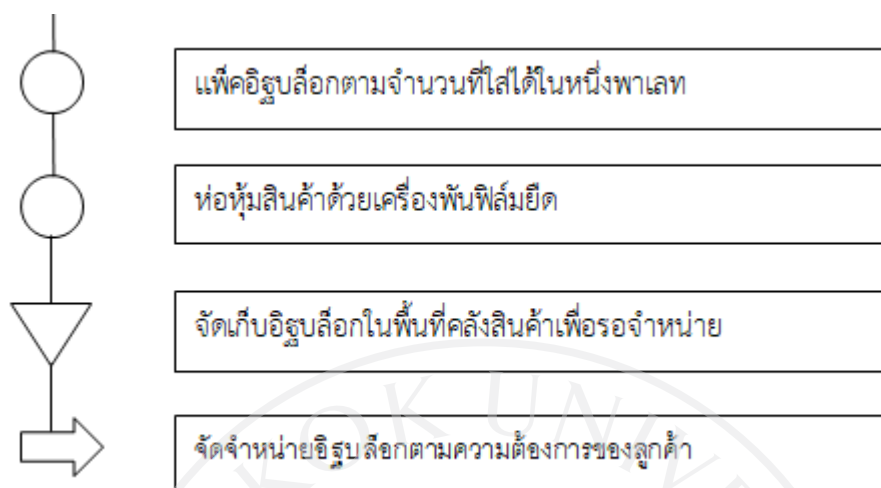 แพ็คอิฐบล็อกตามจำนวนที่ใส่ได้ในหนึ่งพาเลท
ห่อหุ้มสินค้าด้วยเครื่องพันฟิล์มยืด
จัดเก็บอิฐบล็อกในพื้นที่คลังสินค้าเพื่อรอจำหน่าย
KOK UNIV
จัดจำหน่ายอิฐบล็อกตามความต้องการของลูกค้า